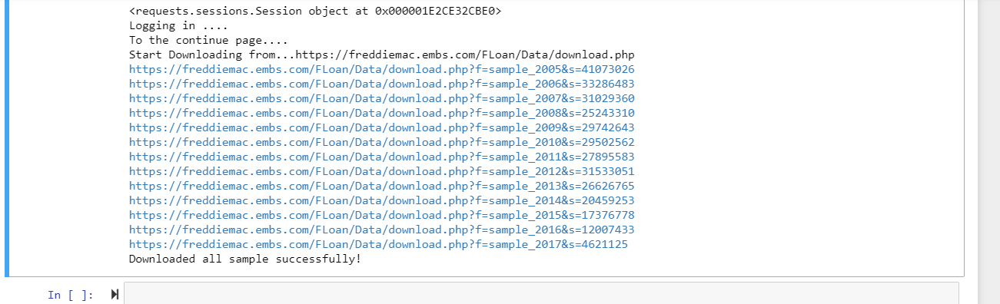 <requests.sessions.Session object at 0x000001E2CE32CBE0>
Logging in ....
To the continue page....
Start Downloading from...https://freddiemac.embs.com/FLoan/Data/download.php
https://freddiemac.embs.com/FLoan/Data/download.php?f=sample_2005&s=41073026
https://freddiemac.embs.com/FLoan/Data/download.php?f=sample_2006&s=33286483
https://freddiemac.embs.com/FLoan/Data/download.php?f=sample_2007&s=31029360
https://freddiemac.embs.com/FLoan/Data/download.php?f=sample_2008&s=25243310
https://freddiemac.embs.com/FLoan/Data/download.php?f=sample_2009&s=29742643
https://freddiemac.embs.com/FLoan/Data/download.php?f=sample_2010&s=29502562
https://freddiemac.embs.com/FLoan/Data/download.php?f=sample_2011&s=27895583
https://freddiemac.embs.com/FLoan/Data/download.php?f=sample_2012&s=31533051
https://freddiemac.embs.com/FLoan/Data/download.php?f=sample_2013&s=26626765
https://freddiemac.embs.com/FLoan/Data/download.php?f=sample_2014&s=20459253
https://freddiemac.embs.com/FLoan/Data/download.php?f=sample_2015&s=17376778
https://freddiemac.embs.com/FLoan/Data/download.php?f=sample_2016&s=12007433
https://freddiemac.embs.com/FLoan/Data/download.php?f=sample_2017&s=4621125
Downloaded all sample successfully!
In [ ]: